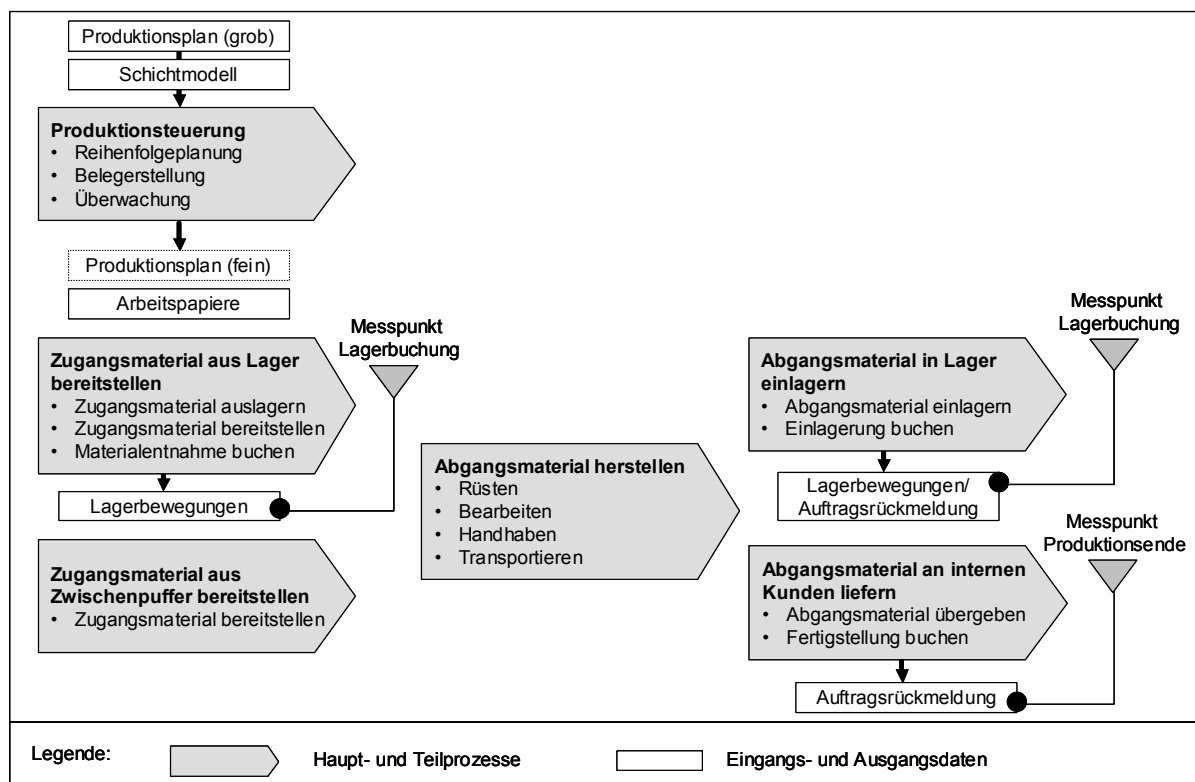 Produktionsplan (grob)
Schichtmodell
Produktionsteuerung
• Reihenfolgeplanung
• Belegerstellung
• Überwachung
Produktionsplan (fein)
Arbeitspapiere
Zugangsmaterial aus Lager
bereitstellen
• Zugangsmaterial auslagern
• Zugangsmaterial bereitstellen
• Materialentnahme buchen
Lagerbewegungen
Messpunkt
Lagerbuchung
Zugangsmaterial aus
Zwischenpuffer bereitstellen
• Zugangsmaterial bereitstellen
Abgangsmaterial herstellen
• Rüsten
• Bearbeiten
• Handhaben
• Transportieren
Messpunkt
Lagerbuchung
Abgangsmaterial in Lager
einlagern
• Abgangsmaterial einlagern
• Einlagerung buchen
Lagerbewegungen/
Auftragsrückmeldung
Messpunkt
Produktionsende
Abgangsmaterial an internen
Kunden liefern
• Abgangsmaterial übergeben
• Fertigstellung buchen
Auftragsrückmeldung
Legende:
Haupt- und Teilprozesse
Eingangs- und Ausgangsdaten